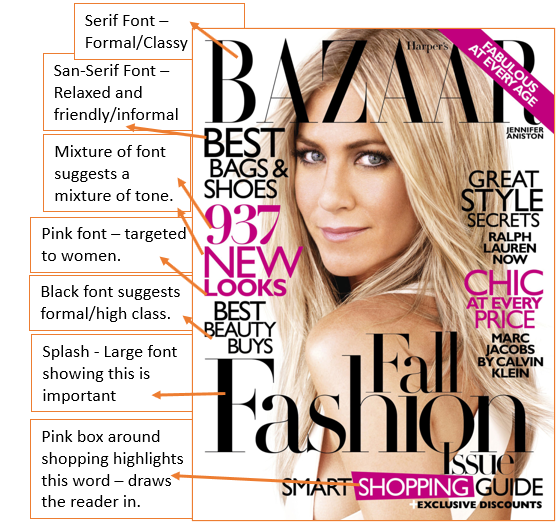 Serif Font –
Formal/Classy
San-Serif Font –
Relaxed and
friendly/informal
Mixture of font
suggests a
mixture of tone.
Pink font – targeted
to women.
Black font suggests
formal/high class.
Splash - Large font
showing this is
important
Pink box around
shopping highlights
this word – draws
the reader in.
Harper's
BAZAAR
FABULOUS
AT EVERY AGE
JENNIFER
ANISTON
BEST
BAGS &
SHOES
937
NEW
LOOKS
BEST
BEAUTY
BUYS
GREAT
STYLE
SECRETS
RALPH
LAUREN
NOW
CHIC
AT EVERY
PRICE
MARC
JACOBS
BY CALVIN
KLEIN
Fall
Fashion
Issue
SMART SHOPPING GUIDE
+EXCLUSIVE DISCOUNTS